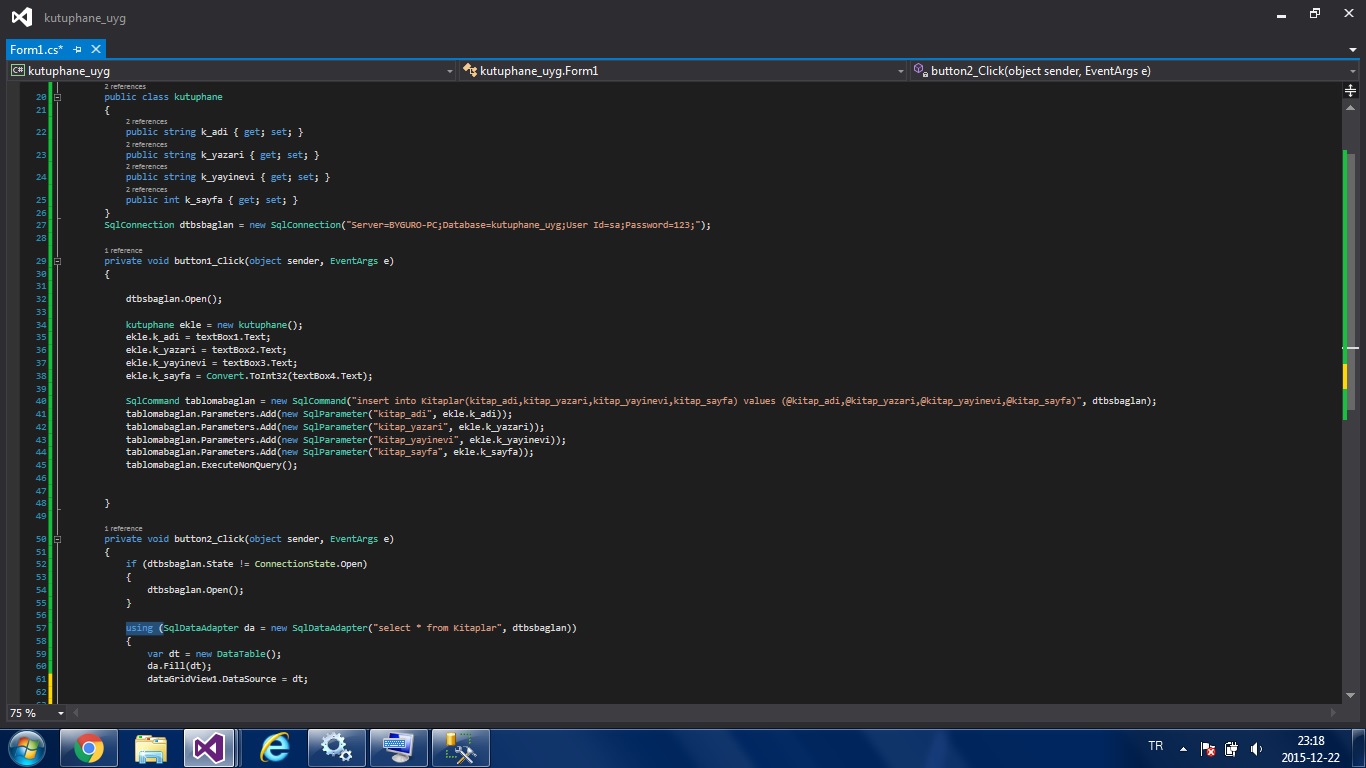 kutuphane_uyg
Form1.cs*
C# kutuphane_uyg
kutuphane_uyg.Form1
button2_Click(object sender, EventArgs e)
2 references
20 public class kutuphane
21 {
2 references
22 public string k_adi { get; set; }
2 references
23 public string k_yazari { get; set; }
2 references
24 public string k_yayinevi { get; set; }
2 references
25 public int k_sayfa { get; set; }
26 }
27 SqlConnection dtbsbaglan = new SqlConnection("Server=BYGURO-PC;Database=kutuphane_uyg;User Id=sa;Password=123;");
28
1 reference
29 private void button1_Click(object sender, EventArgs e)
30 {
31
32 dtbsbaglan.Open();
33
34 kutuphane ekle = new kutuphane();
35 ekle.k_adi = textBox1.Text;
36 ekle.k_yazari = textBox2.Text;
37 ekle.k_yayinevi = textBox3.Text;
38 ekle.k_sayfa = Convert.ToInt32(textBox4.Text);
39
40 SqlCommand tablomabaglan = new SqlCommand("insert into Kitaplar(kitap_adi,kitap_yazari,kitap_yayinevi,kitap_sayfa) values (@kitap_adi,@kitap_yazari,@kitap_yayinevi,@kitap_sayfa)", dtbsbaglan);
41 tablomabaglan.Parameters.Add(new SqlParameter("kitap_adi", ekle.k_adi));
42 tablomabaglan.Parameters.Add(new SqlParameter("kitap_yazari", ekle.k_yazari));
43 tablomabaglan.Parameters.Add(new SqlParameter("kitap_yayinevi", ekle.k_yayinevi));
44 tablomabaglan.Parameters.Add(new SqlParameter("kitap_sayfa", ekle.k_sayfa));
45 tablomabaglan.ExecuteNonQuery();
46
47
48 }
49
1 reference
50 private void button2_Click(object sender, EventArgs e)
51 {
52 if (dtbsbaglan.State != ConnectionState.Open)
53 {
54 dtbsbaglan.Open();
55 }
56
57 using (SqlDataAdapter da = new SqlDataAdapter("select * from Kitaplar", dtbsbaglan))
58 {
59 var dt = new DataTable();
60 da.Fill(dt);
61 dataGridView1.DataSource = dt;
62
75 %
TR
23:18
2015-12-22